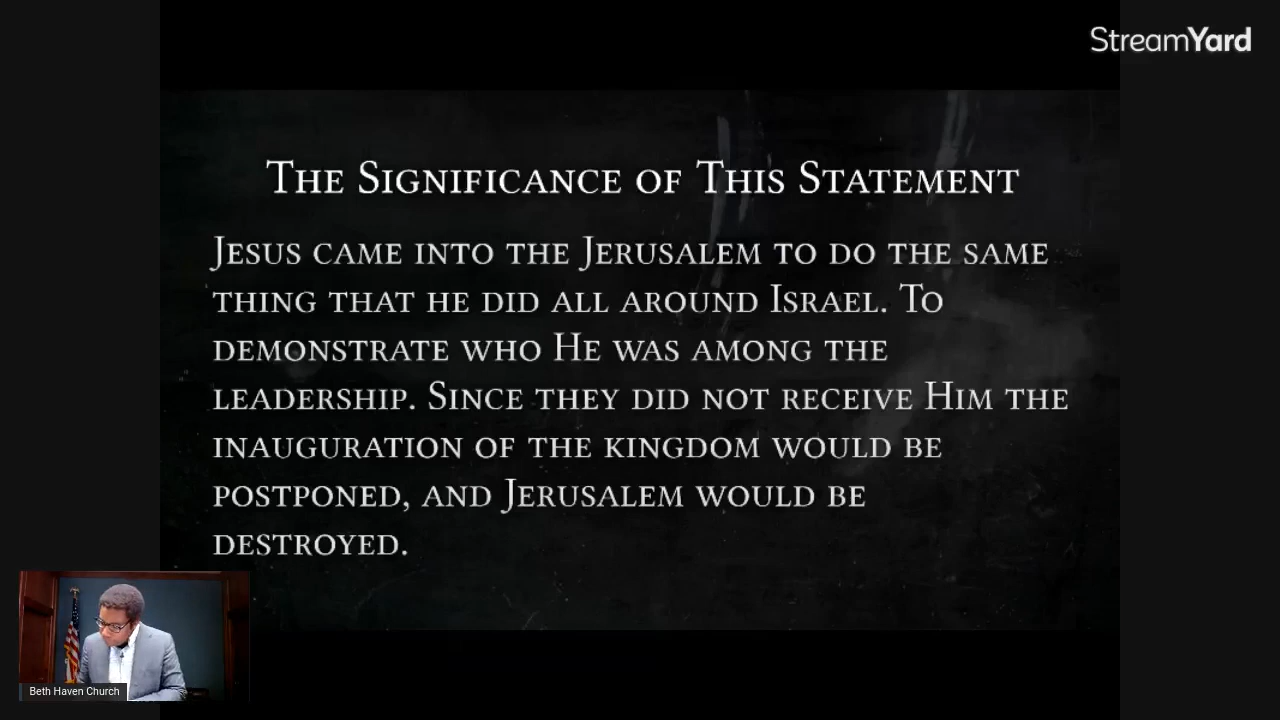 StreamYard
The Significance of This Statement
Jesus came into the Jerusalem to do the same
thing that he did all around Israel. To
demonstrate who He was among the
leadership. Since they did not receive Him the
inauguration of the kingdom would be
postponed, and Jerusalem would be
destroyed.
Beth Haven Church